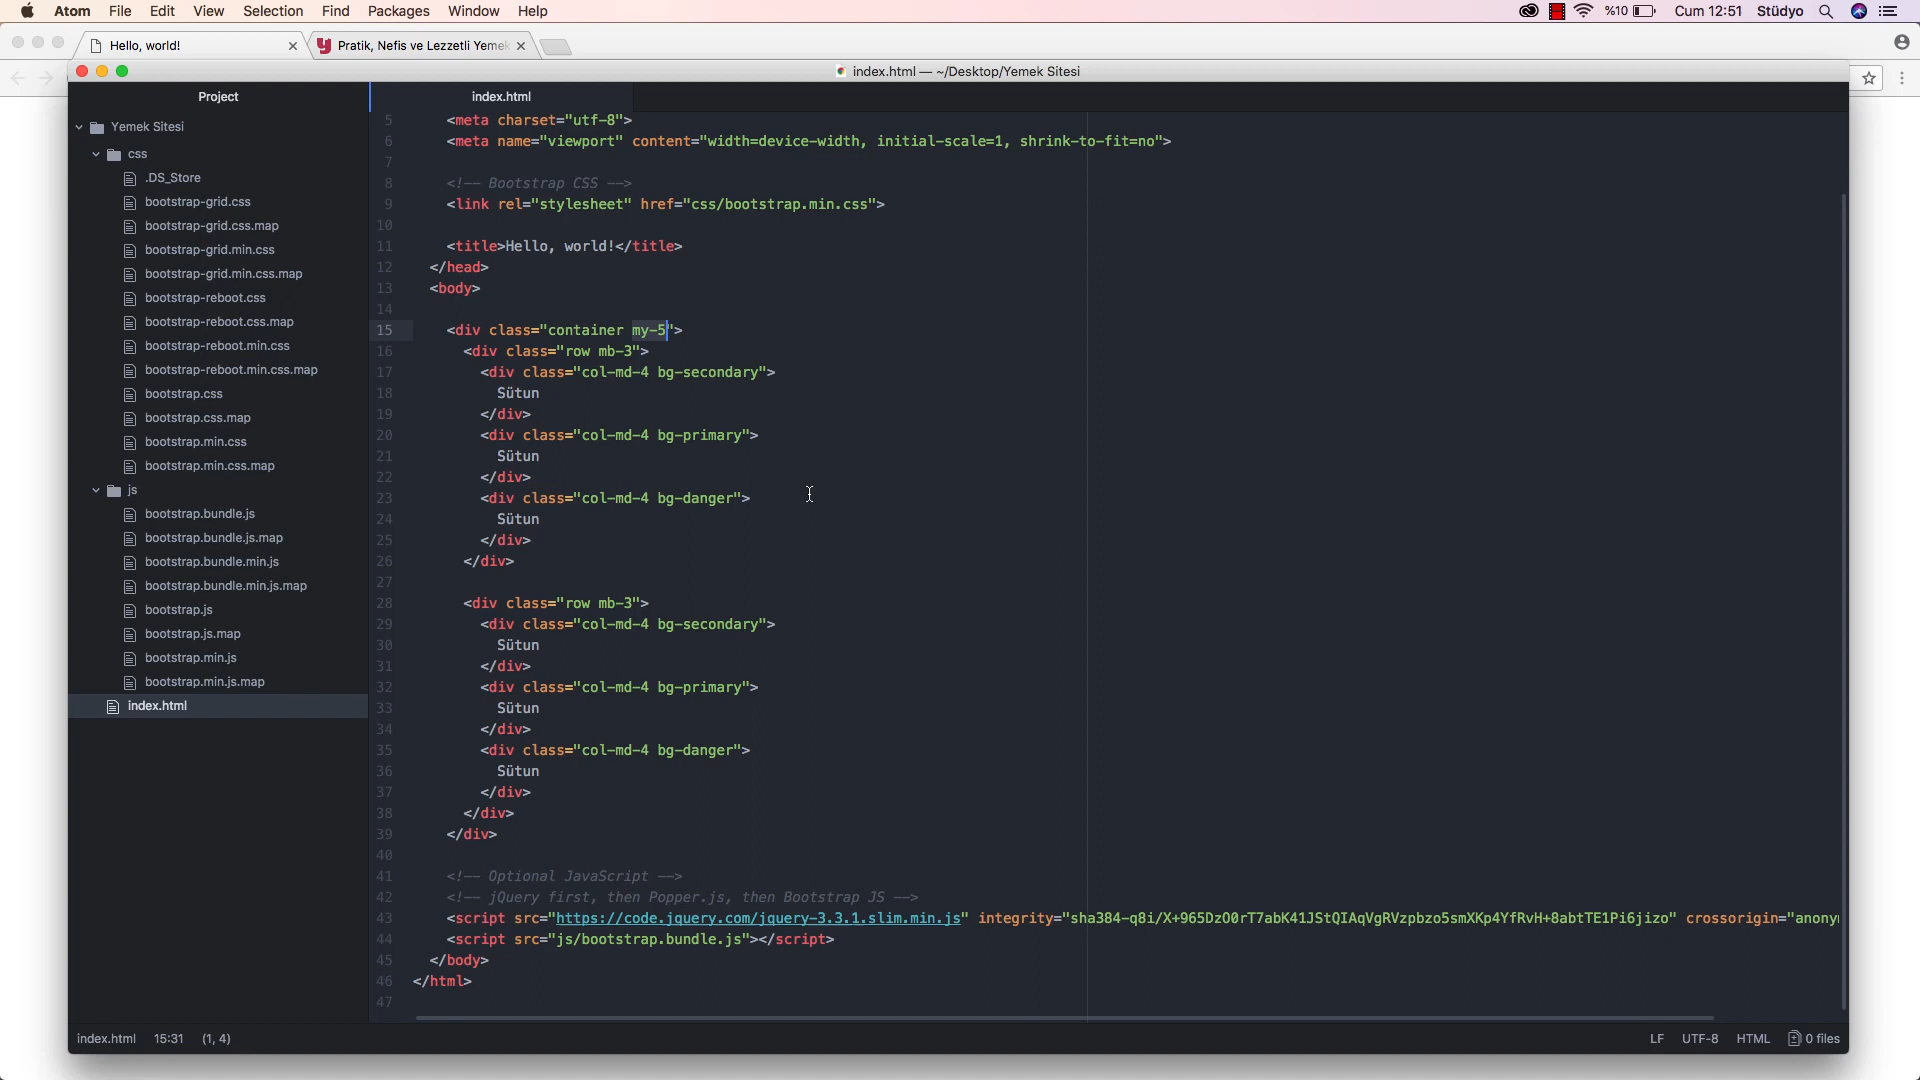 Atom File Edit View Selection Find Packages Window Help %10 Cum 12:51 Stüdyo
Hello, world! Pratik, Nefis ve Lezzetli Yemek
index.html — ~/Desktop/Yemek Sitesi
Project
Yemek Sitesi
css
.DS_Store
bootstrap-grid.css
bootstrap-grid.css.map
bootstrap-grid.min.css
bootstrap-grid.min.css.map
bootstrap-reboot.css
bootstrap-reboot.css.map
bootstrap-reboot.min.css
bootstrap-reboot.min.css.map
bootstrap.css
bootstrap.css.map
bootstrap.min.css
bootstrap.min.css.map
js
bootstrap.bundle.js
bootstrap.bundle.js.map
bootstrap.bundle.min.js
bootstrap.bundle.min.js.map
bootstrap.js
bootstrap.js.map
bootstrap.min.js
bootstrap.min.js.map
index.html
index.html
5 <meta charset="utf-8">
6 <meta name="viewport" content="width=device-width, initial-scale=1, shrink-to-fit=no">
7
8 <!-- Bootstrap CSS -->
9 <link rel="stylesheet" href="css/bootstrap.min.css">
10
11 <title>Hello, world!</title>
12 </head>
13 <body>
14
15 <div class="container my-5">
16 <div class="row mb-3">
17 <div class="col-md-4 bg-secondary">
18 Sütun
19 </div>
20 <div class="col-md-4 bg-primary">
21 Sütun
22 </div>
23 <div class="col-md-4 bg-danger">
24 Sütun
25 </div>
26 </div>
27
28 <div class="row mb-3">
29 <div class="col-md-4 bg-secondary">
30 Sütun
31 </div>
32 <div class="col-md-4 bg-primary">
33 Sütun
34 </div>
35 <div class="col-md-4 bg-danger">
36 Sütun
37 </div>
38 </div>
39 </div>
40
41 <!-- Optional JavaScript -->
42 <!-- jQuery first, then Popper.js, then Bootstrap JS -->
43 <script src="https://code.jquery.com/jquery-3.3.1.slim.min.js" integrity="sha384-q8i/X+965DzO0rT7abK41JStQIAqVgRVzpbzo5smXKp4YfRvH+8abtTE1Pi6jizo" crossorigin="anony
44 <script src="js/bootstrap.bundle.js"></script>
45 </body>
46 </html>
47
index.html 15:31 (1, 4) LF UTF-8 HTML 0 files